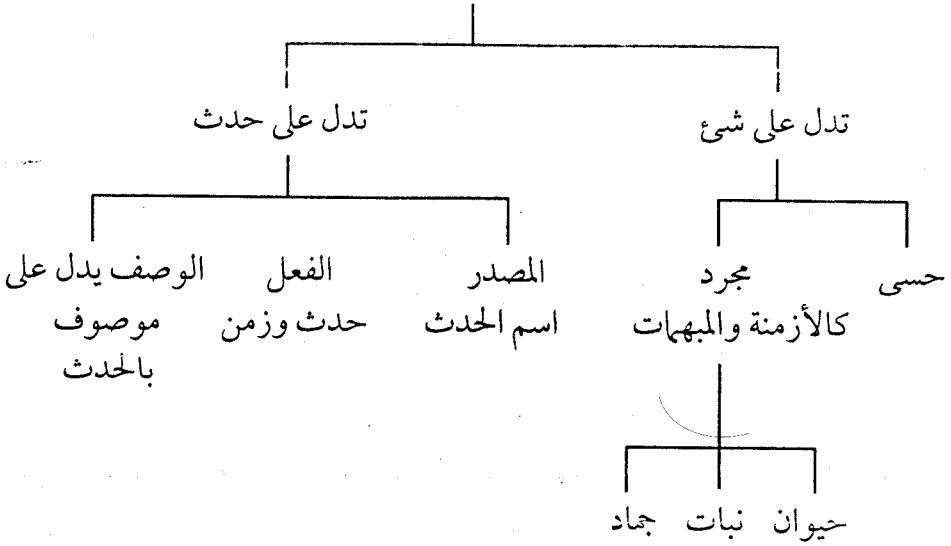 تدل على شئ
تدل على حدث
حسى
مجرد
كالأزمنة والمبهمات
المصدر
اسم الحدث
الفعل
حدث وزمن
الوصف يدل على
موصوف
بالحدث
حيوان
نبات
جماد